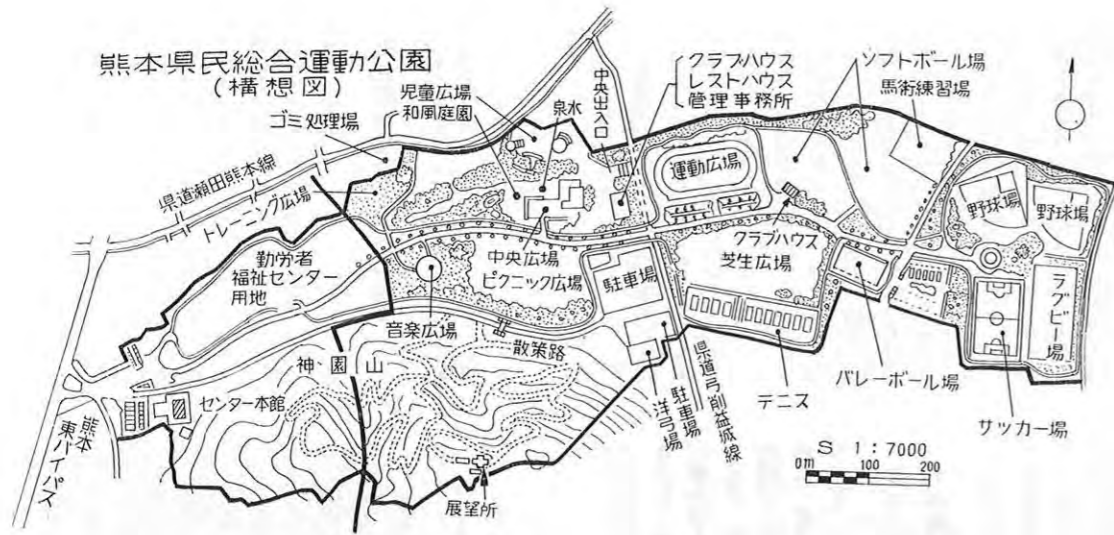 熊本県民総合運動公園
(構想図)
ゴミ処理場
県道瀬田熊本線
トレーニング広場
児童広場
和風庭園
泉水
中央出入口
クラブハウス
レストハウス
管理事務所
ソフトボール場
馬術練習場
運動広場
野球場
野球場
勤労者
福祉センター
用地
中央広場
ピクニック広場
クラブハウス
芝生広場
駐車場
音楽広場
散策路
神園山
センター本館
熊本
東バイパス
展望所
洋弓場
駐車場
県道弓削益城線
テニス
バレーボール場
サッカー場
ラグビー場
S 1:7000
0m 100 200